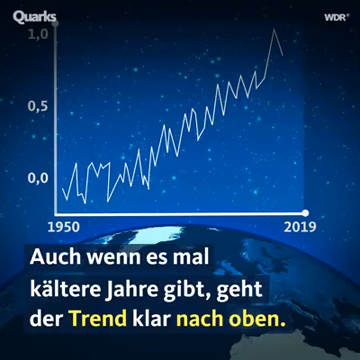 Quarks
WDR®
1,0
0,5
0,0
1950
2019
Auch wenn es mal
kältere Jahre gibt, geht
der Trend klar nach oben.